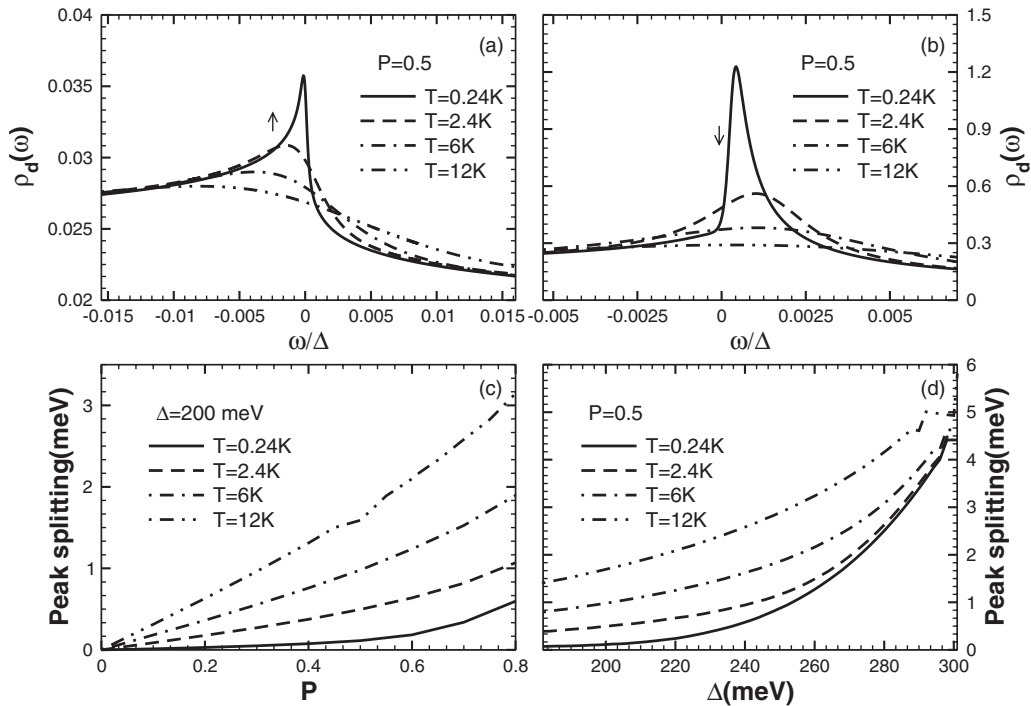 (a)
P=0.5
T=0.24K
T=2.4K
T=6K
T=12K
↑
0.04
0.035
0.03
0.025
0.02
ρd(ω)
-0.015 -0.01 -0.005 0 0.005 0.01 0.015
ω/Δ
(b)
P=0.5
T=0.24K
T=2.4K
T=6K
T=12K
↓
1.5
1.2
0.9
0.6
0.3
0
ρd(ω)
-0.005 -0.0025 0 0.0025 0.005
ω/Δ
(c)
Δ=200 meV
T=0.24K
T=2.4K
T=6K
T=12K
3
2
1
0
Peak splitting(meV)
0 0.2 0.4 0.6 0.8
P
(d)
P=0.5
T=0.24K
T=2.4K
T=6K
T=12K
6
5
4
3
2
1
0
Peak splitting(meV)
200 220 240 260 280 300
Δ(meV)